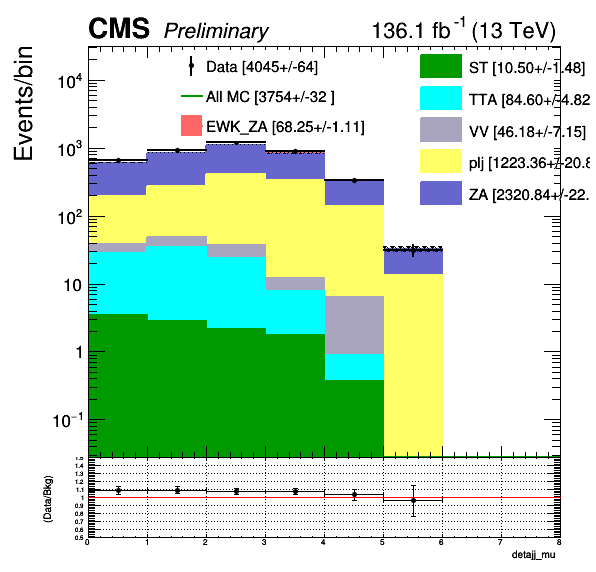 CMS Preliminary 136.1 fb⁻¹ (13 TeV)
Events/bin
Data [4045+/-64]
All MC [3754+/-32 ]
EWK_ZA [68.25+/-1.11]
ST [10.50+/-1.48]
TTA [84.60+/-4.82
VV [46.18+/-7.15]
plj [1223.36+/-20.8
ZA [2320.84+/-22.
10⁴
10³
10²
10
1
10⁻¹
(Data/Bkg)
1.5
1.4
1.3
1.2
1.1
1
0.9
0.8
0.7
0.6
0.5
0 1 2 3 4 5 6 7 8
detajj_mu